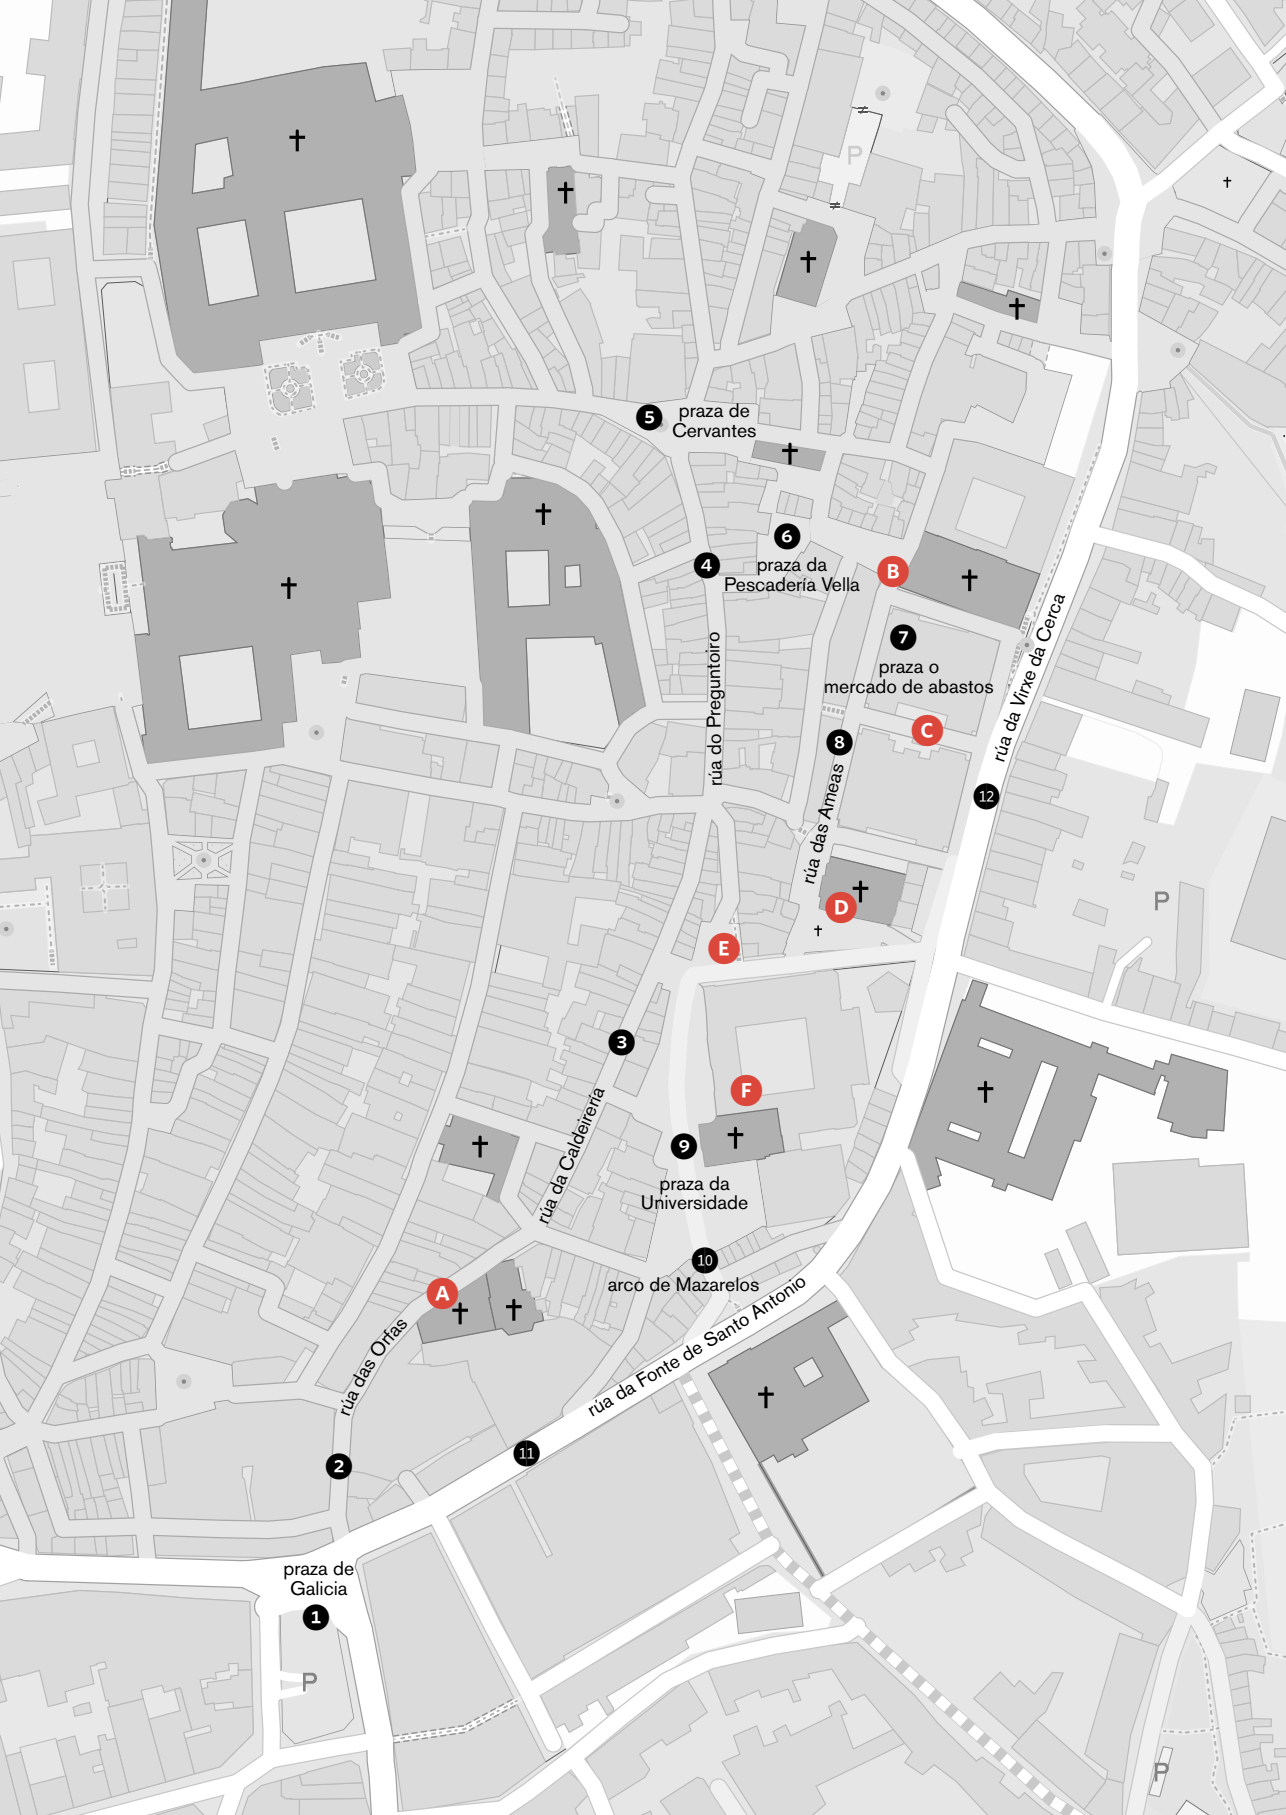 P
5
praza de
Cervantes
6
4
praza da
Pescadería Vella
B
7
praza o
mercado de abastos
rúa da Virxe da Cerca
rúa do Preguntoiro
C
8
12
rúa das Ameas
P
D
E
3
F
9
rúa da Caldeirería
praza da
Universidade
10
arco de Mazarelos
A
rúa das Orfas
rúa da Fonte de Santo Antonio
11
2
praza de
Galicia
1
P
P